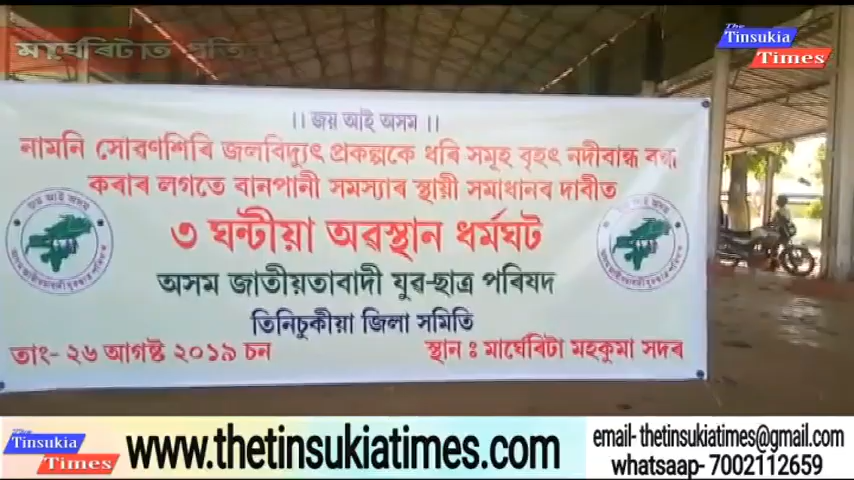 The
Tinsukia
Times
মাৰ্ঘেৰিটাত
।। জয় আই অসম ।।
নামনি সোৱণশিৰি জলবিদ্যুৎ প্ৰকল্পকে ধৰি সমূহ বৃহৎ নদীবান্ধ বন্ধ
কৰাৰ লগতে বানপানী সমস্যাৰ স্থায়ী সমাধানৰ দাবীত
৩ ঘন্টীয়া অৱস্থান ধৰ্মঘট
অসম জাতীয়তাবাদী যুৱ-ছাত্ৰ পৰিষদ
তিনিচুকীয়া জিলা সমিতি
তাং- ২৬ আগষ্ট ২০১৯ চন
স্থান ঃ মাৰ্ঘেৰিটা মহকুমা সদৰ
The
Tinsukia
Times
www.thetinsukiatimes.com
email- thetinsukiatimes@gmail.com
whatsaap- 7002112659